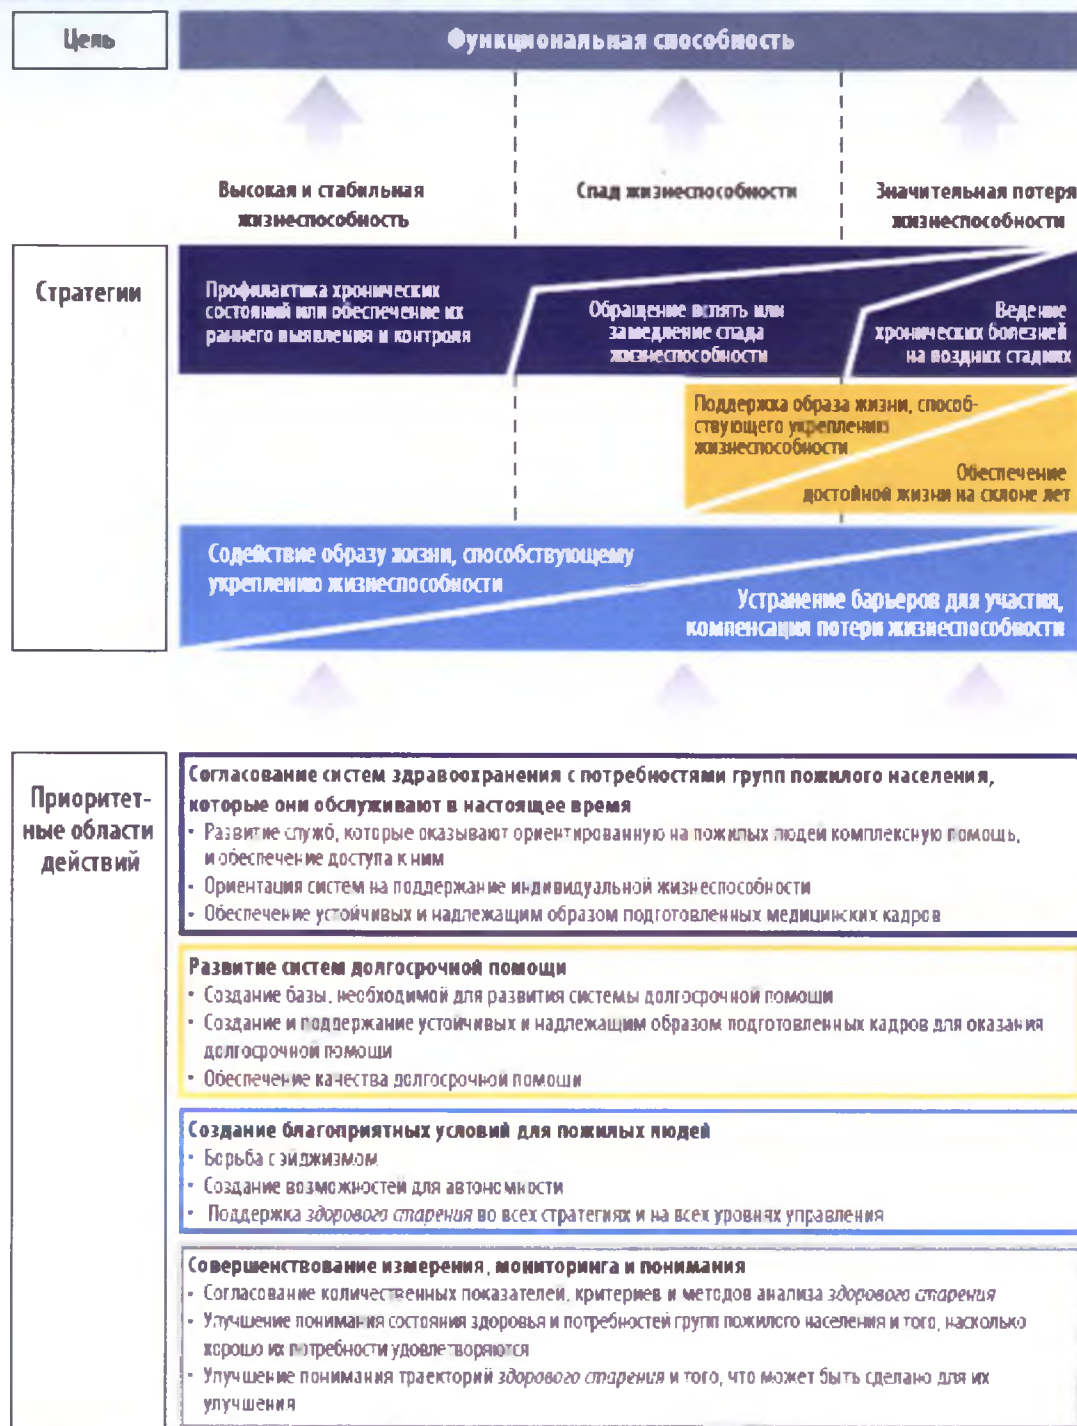 Цель
Функциональная способность
Высокая и стабильная
жизнеспособность
Спад жизнеспособности
Значительная потеря
жизнеспособности
Стратегии
Профилактика хронических
состояний или обеспечение их
раннего выявления и контроля
Обращение вспять или
замедление спада
жизнеспособности
Ведение
хронических болезней
на поздних стадиях
Поддержка образа жизни, способ-
ствующего укреплению
жизнеспособности
Обеспечение
достойной жизни на склоне лет
Содействие образу жизни, способствующему
укреплению жизнеспособности
Устранение барьеров для участия,
компенсация потери жизнеспособности
Приоритет-
ные области
действий
Согласование систем здравоохранения с потребностями групп пожилого населения,
которые они обслуживают в настоящее время
• Развитие служб, которые оказывают ориентированную на пожилых людей комплексную помощь,
и обеспечение доступа к ним
• Ориентация систем на поддержание индивидуальной жизнеспособности
• Обеспечение устойчивых и надлежащим образом подготовленных медицинских кадров
Развитие систем долгосрочной помощи
• Создание базы, необходимой для развития системы долгосрочной помощи
• Создание и поддержание устойчивых и надлежащим образом подготовленных кадров для оказания
долгосрочной помощи
• Обеспечение качества долгосрочной помощи
Создание благоприятных условий для пожилых людей
• Борьба с эйджизмом
• Создание возможностей для автономности
• Поддержка здорового старения во всех стратегиях и на всех уровнях управления
Совершенствование измерения, мониторинга и понимания
• Согласование количественных показателей, критериев и методов анализа здорового старения
• Улучшение понимания состояния здоровья и потребностей групп пожилого населения и того, насколько
хорошо их потребности удовлетворяются
• Улучшение понимания траекторий здорового старения и того, что может быть сделано для их
улучшения